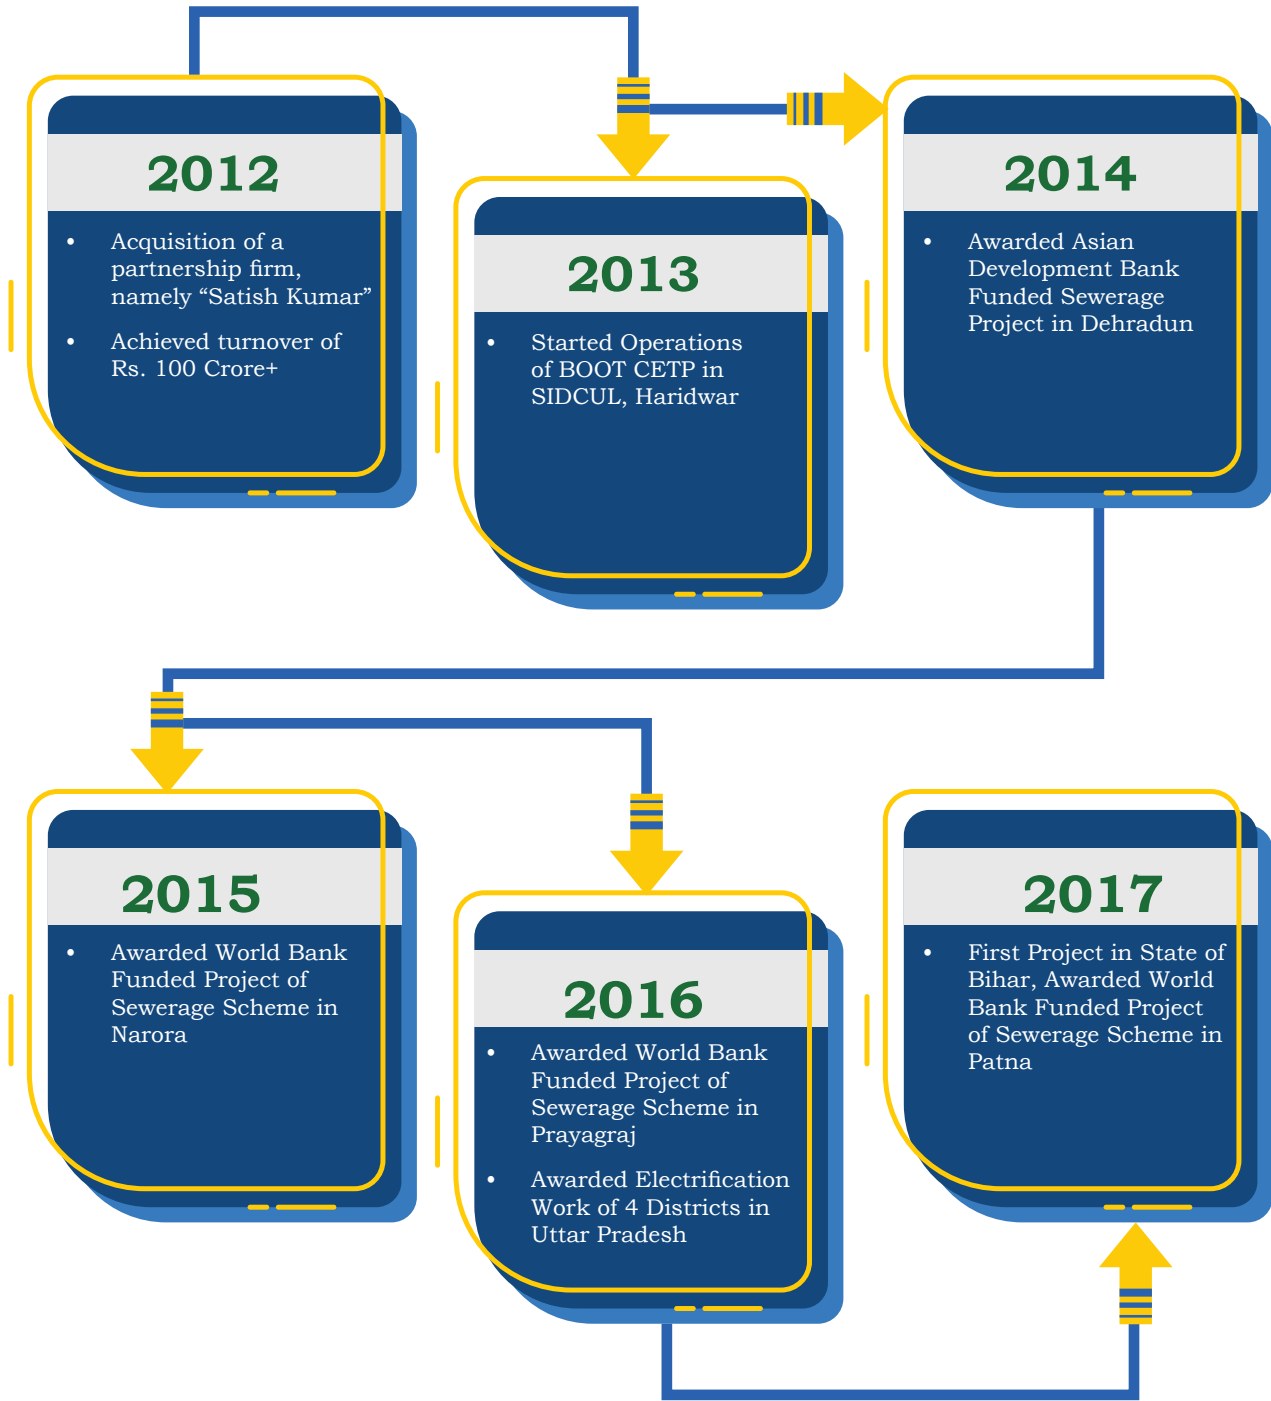 2012
• Acquisition of a
partnership firm,
namely “Satish Kumar”
• Achieved turnover of
Rs. 100 Crore+
2013
• Started Operations
of BOOT CETP in
SIDCUL, Haridwar
2014
• Awarded Asian
Development Bank
Funded Sewerage
Project in Dehradun
2015
• Awarded World Bank
Funded Project of
Sewerage Scheme in
Narora
2016
• Awarded World Bank
Funded Project of
Sewerage Scheme in
Prayagraj
• Awarded Electrification
Work of 4 Districts in
Uttar Pradesh
2017
• First Project in State of
Bihar, Awarded World
Bank Funded Project
of Sewerage Scheme in
Patna